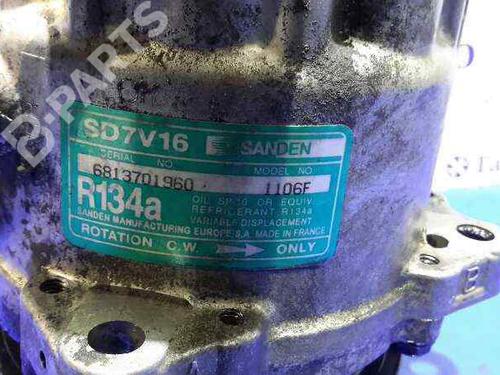 B-PARTS
SD7V16 SANDEN
SERIAL NO MODEL NO
6813701960 1106F
R134a
OIL SP-16 OR EQUIV
REFRIGERANT R134a
VARIABLE DISPLACEMENT
SANDEN MANUFACTURING EUROPE S.A. MADE IN FRANCE
ROTATION C.W. ONLY